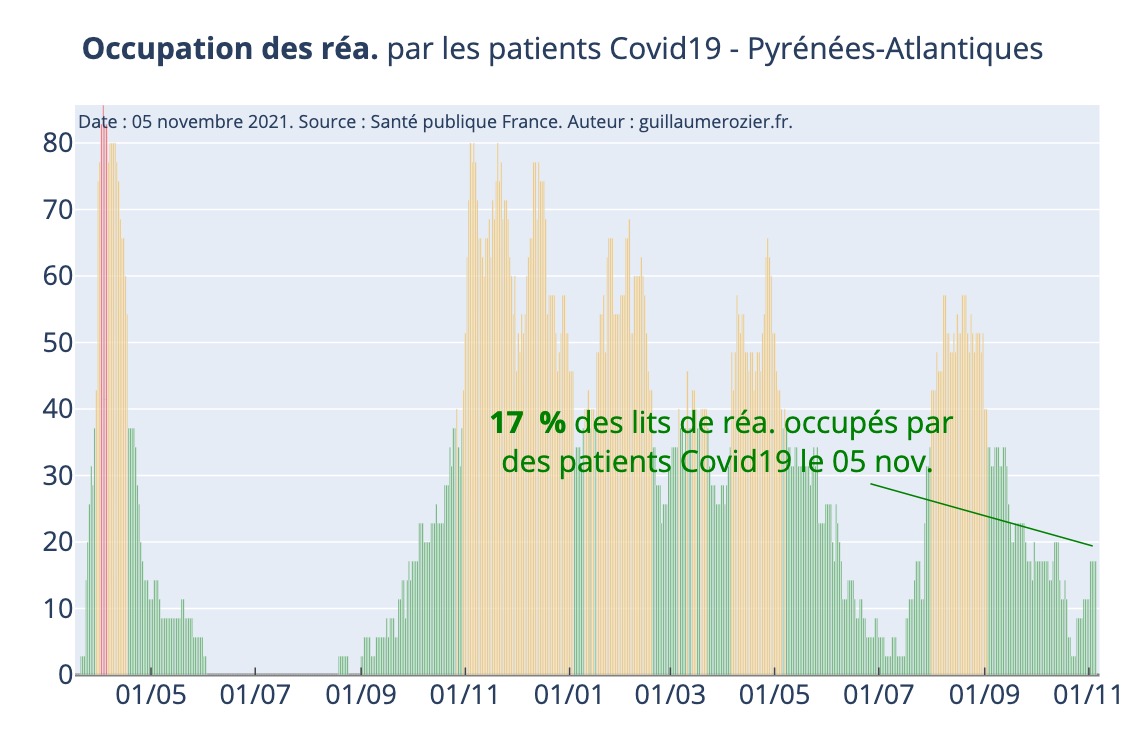 Occupation des réa. par les patients Covid19 - Pyrénées-Atlantiques
Date : 05 novembre 2021. Source : Santé publique France. Auteur : guillaumerozier.fr.
80
70
60
50
40
30
20
10
0
17 % des lits de réa. occupés par
des patients Covid19 le 05 nov.
01/05 01/07 01/09 01/11 01/01 01/03 01/05 01/07 01/09 01/11